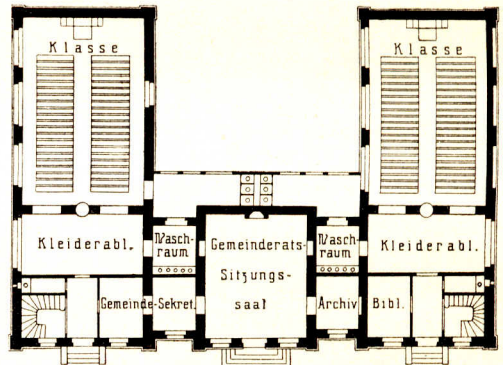 Klasse
Klasse
Kleiderabl.
Wasch-
raum
Gemeinderats-
Sitzungs-
saal
Wasch-
raum
Kleiderabl.
Gemeinde-Sekret.
Archiv
Bibl.